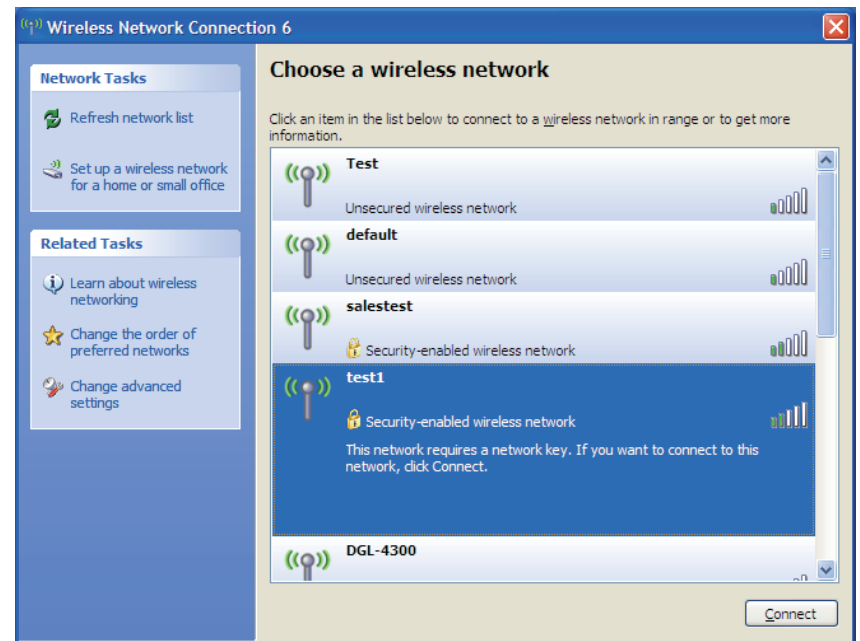 Wireless Network Connection 6
Network Tasks
Refresh network list
Set up a wireless network
for a home or small office
Related Tasks
Learn about wireless
networking
Change the order of
preferred networks
Change advanced
settings
Choose a wireless network
Click an item in the list below to connect to a wireless network in range or to get more
information.
Test
Unsecured wireless network
default
Unsecured wireless network
salestest
Security-enabled wireless network
test1
Security-enabled wireless network
This network requires a network key. If you want to connect to this
network, click Connect.
DGL-4300
Connect